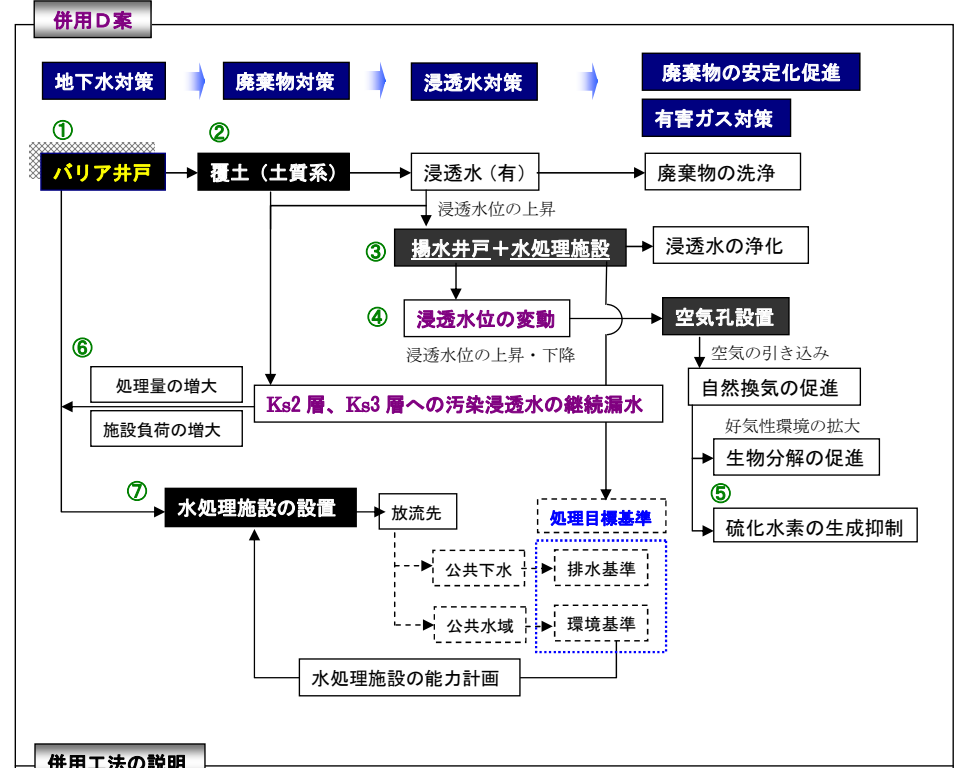 併用D案
地下水対策
廃棄物対策
浸透水対策
廃棄物の安定化促進
有害ガス対策
①
②
バリア井戸
覆土（土質系）
浸透水（有）
廃棄物の洗浄
浸透水位の上昇
③
揚水井戸＋水処理施設
浸透水の浄化
④
浸透水位の変動
空気孔設置
浸透水位の上昇・下降
空気の引き込み
⑥
処理量の増大
施設負荷の増大
Ks2 層、Ks3 層への汚染浸透水の継続漏水
自然換気の促進
好気性環境の拡大
生物分解の促進
⑤
硫化水素の生成抑制
⑦
水処理施設の設置
放流先
処理目標基準
公共下水
排水基準
公共水域
環境基準
水処理施設の能力計画
併用工法の説明